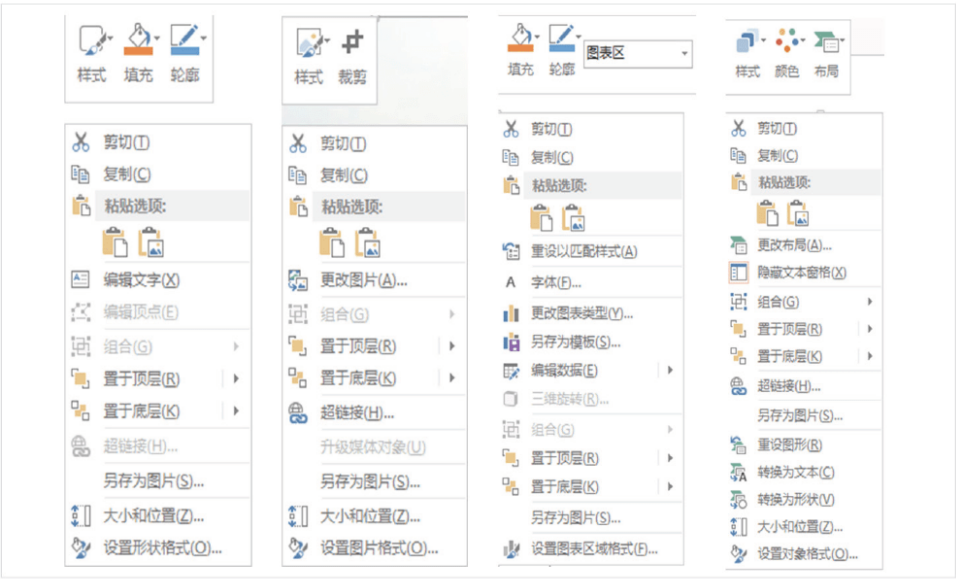 样式 填充 轮廓
剪切(T)
复制(C)
粘贴选项:
编辑文字(X)
编辑顶点(E)
组合(G)
置于顶层(R)
置于底层(K)
超链接(H)...
另存为图片(S)...
大小和位置(Z)...
设置形状格式(O)...
样式 裁剪
剪切(T)
复制(C)
粘贴选项:
更改图片(A)...
组合(G)
置于顶层(R)
置于底层(K)
超链接(H)...
升级媒体对象(U)
另存为图片(S)...
大小和位置(Z)...
设置图片格式(O)...
填充 轮廓 图表区
剪切(T)
复制(C)
粘贴选项:
重设以匹配样式(A)
A 字体(F)...
更改图表类型(Y)...
另存为模板(S)...
编辑数据(E)
三维旋转(R)...
组合(G)
置于顶层(R)
置于底层(K)
另存为图片(S)...
设置图表区域格式(F)...
样式 颜色 布局
剪切(T)
复制(C)
粘贴选项:
更改布局(A)...
隐藏文本窗格(X)
组合(G)
置于顶层(R)
置于底层(K)
超链接(H)...
另存为图片(S)...
重设图形(R)
转换为文本(C)
转换为形状(V)
大小和位置(Z)...
设置对象格式(O)...